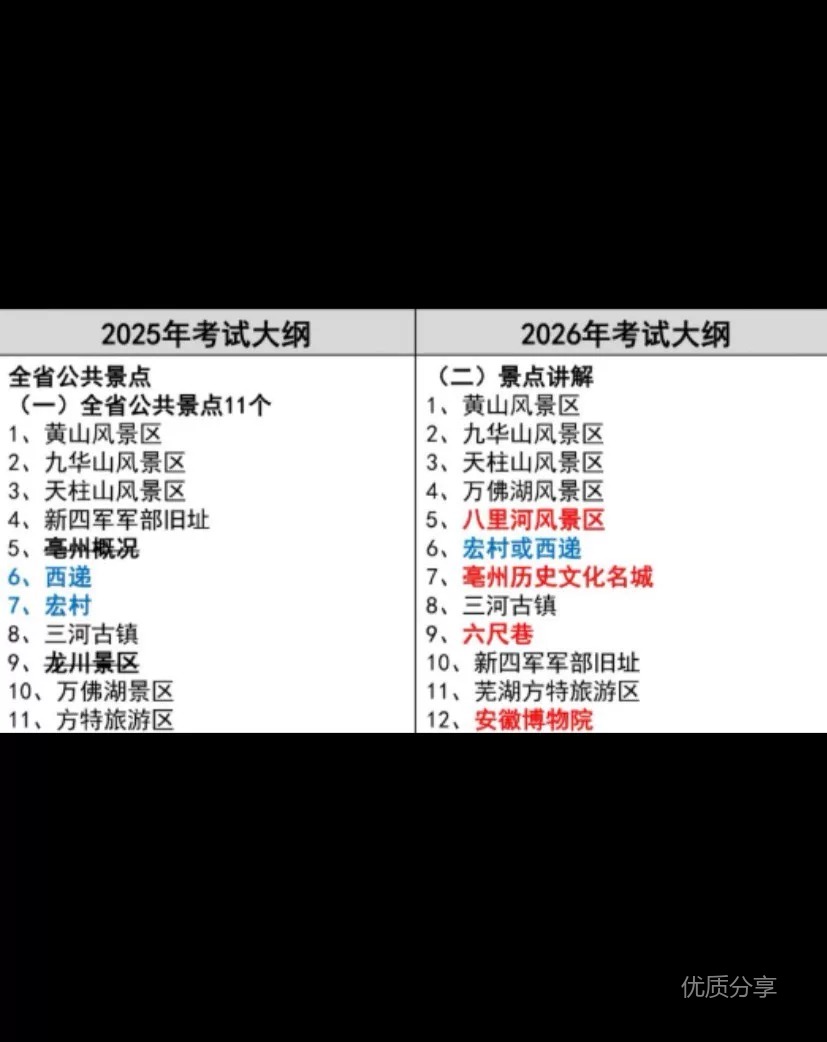 2025年考试大纲
全省公共景点
（一）全省公共景点11个
1、黄山风景区
2、九华山风景区
3、天柱山风景区
4、新四军军部旧址
5、亳州概况
6、西递
7、宏村
8、三河古镇
9、龙川景区
10、万佛湖景区
11、方特旅游区
2026年考试大纲
（二）景点讲解
1、黄山风景区
2、九华山风景区
3、天柱山风景区
4、万佛湖风景区
5、八里河风景区
6、宏村或西递
7、亳州历史文化名城
8、三河古镇
9、六尺巷
10、新四军军部旧址
11、芜湖方特旅游区
12、安徽博物院
优质分享